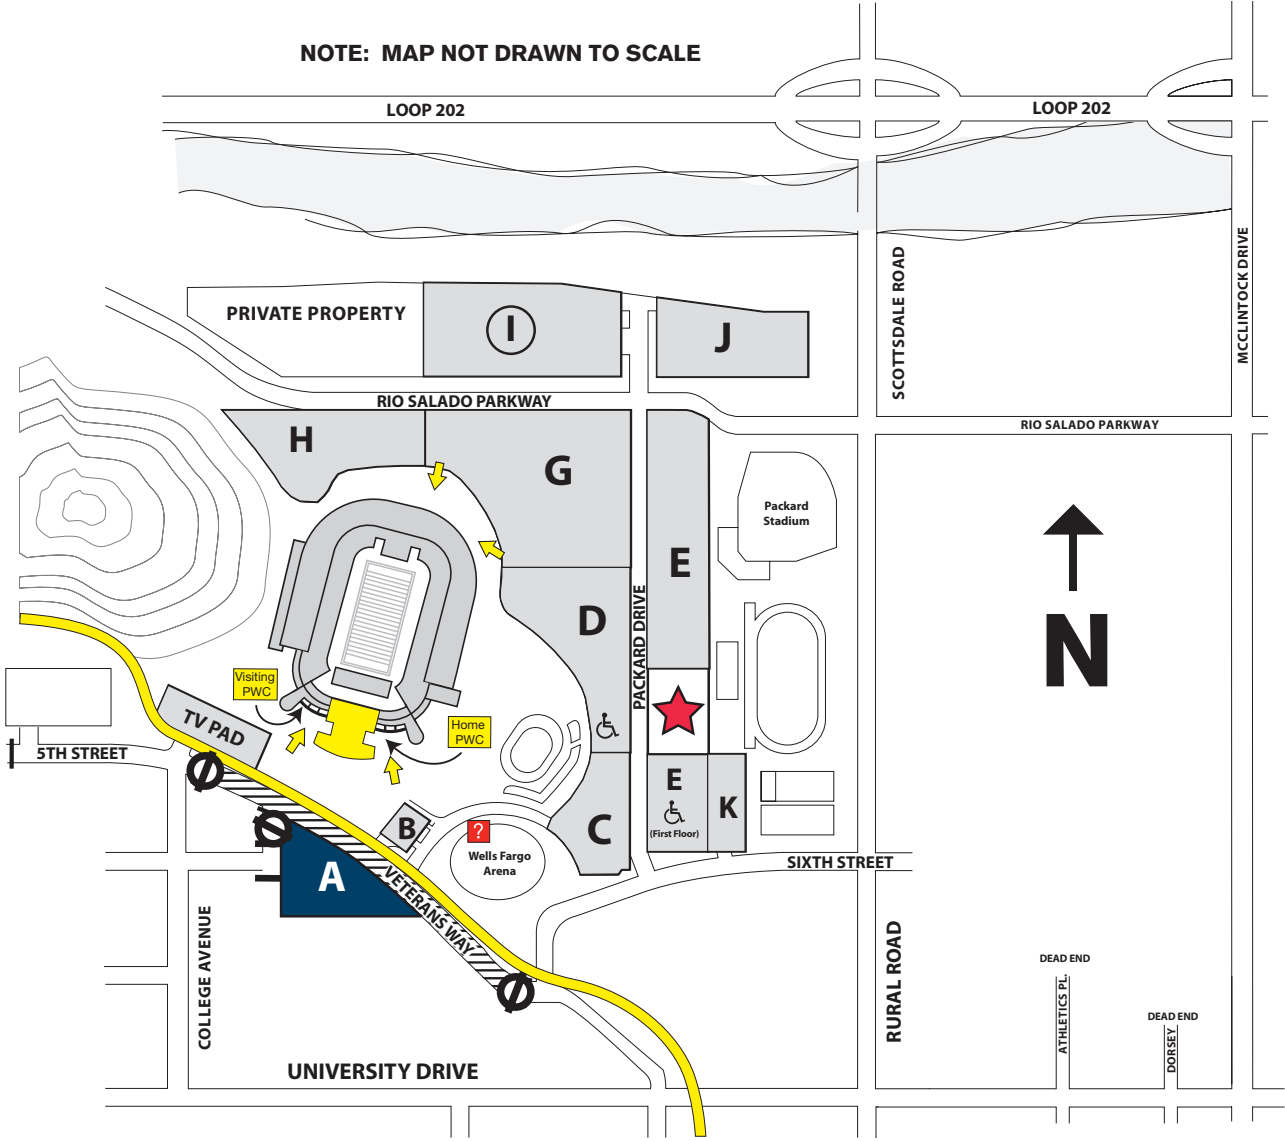 NOTE: MAP NOT DRAWN TO SCALE
LOOP 202
LOOP 202
SCOTTSDALE ROAD
MCCLINTOCK DRIVE
PRIVATE PROPERTY
I
J
RIO SALADO PARKWAY
RIO SALADO PARKWAY
H
G
E
Packard
Stadium
N
D
PACKARD DRIVE
Visiting
PWC
Home
PWC
TV PAD
5TH STREET
E
(First Floor)
K
B
C
?
Wells Fargo
Arena
SIXTH STREET
A
VETERANS WAY
COLLEGE AVENUE
RURAL ROAD
DEAD END
ATHLETICS PL.
DEAD END
DORSEY
UNIVERSITY DRIVE